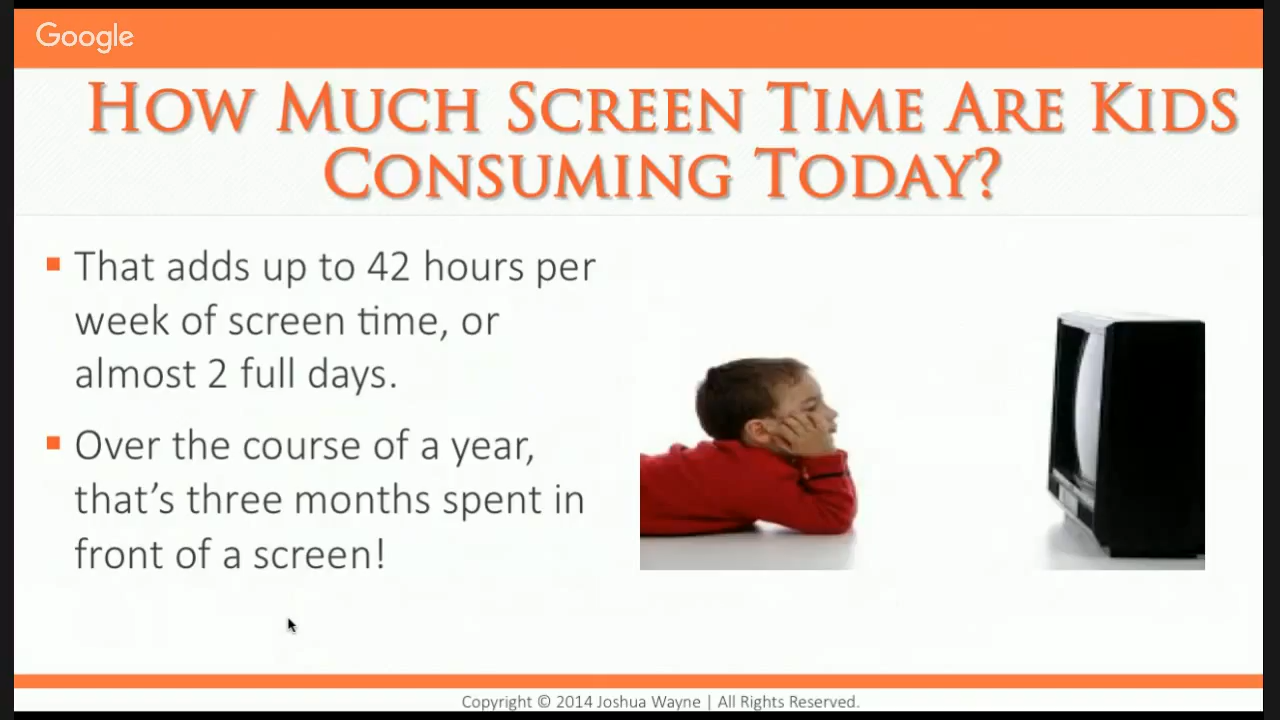 Google
How Much Screen Time Are Kids
Consuming Today?
That adds up to 42 hours per
week of screen time, or
almost 2 full days.
Over the course of a year,
that’s three months spent in
front of a screen!
Copyright © 2014 Joshua Wayne | All Rights Reserved.